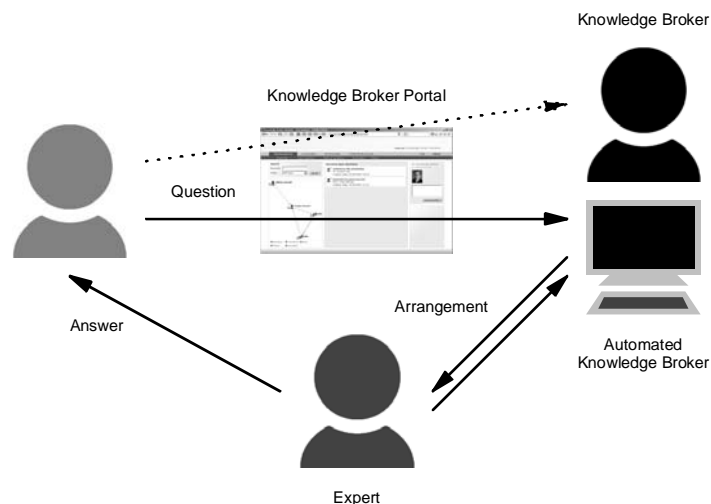 Knowledge Broker
Knowledge Broker Portal
Question
Arrangement
Answer
Automated
Knowledge Broker
Expert